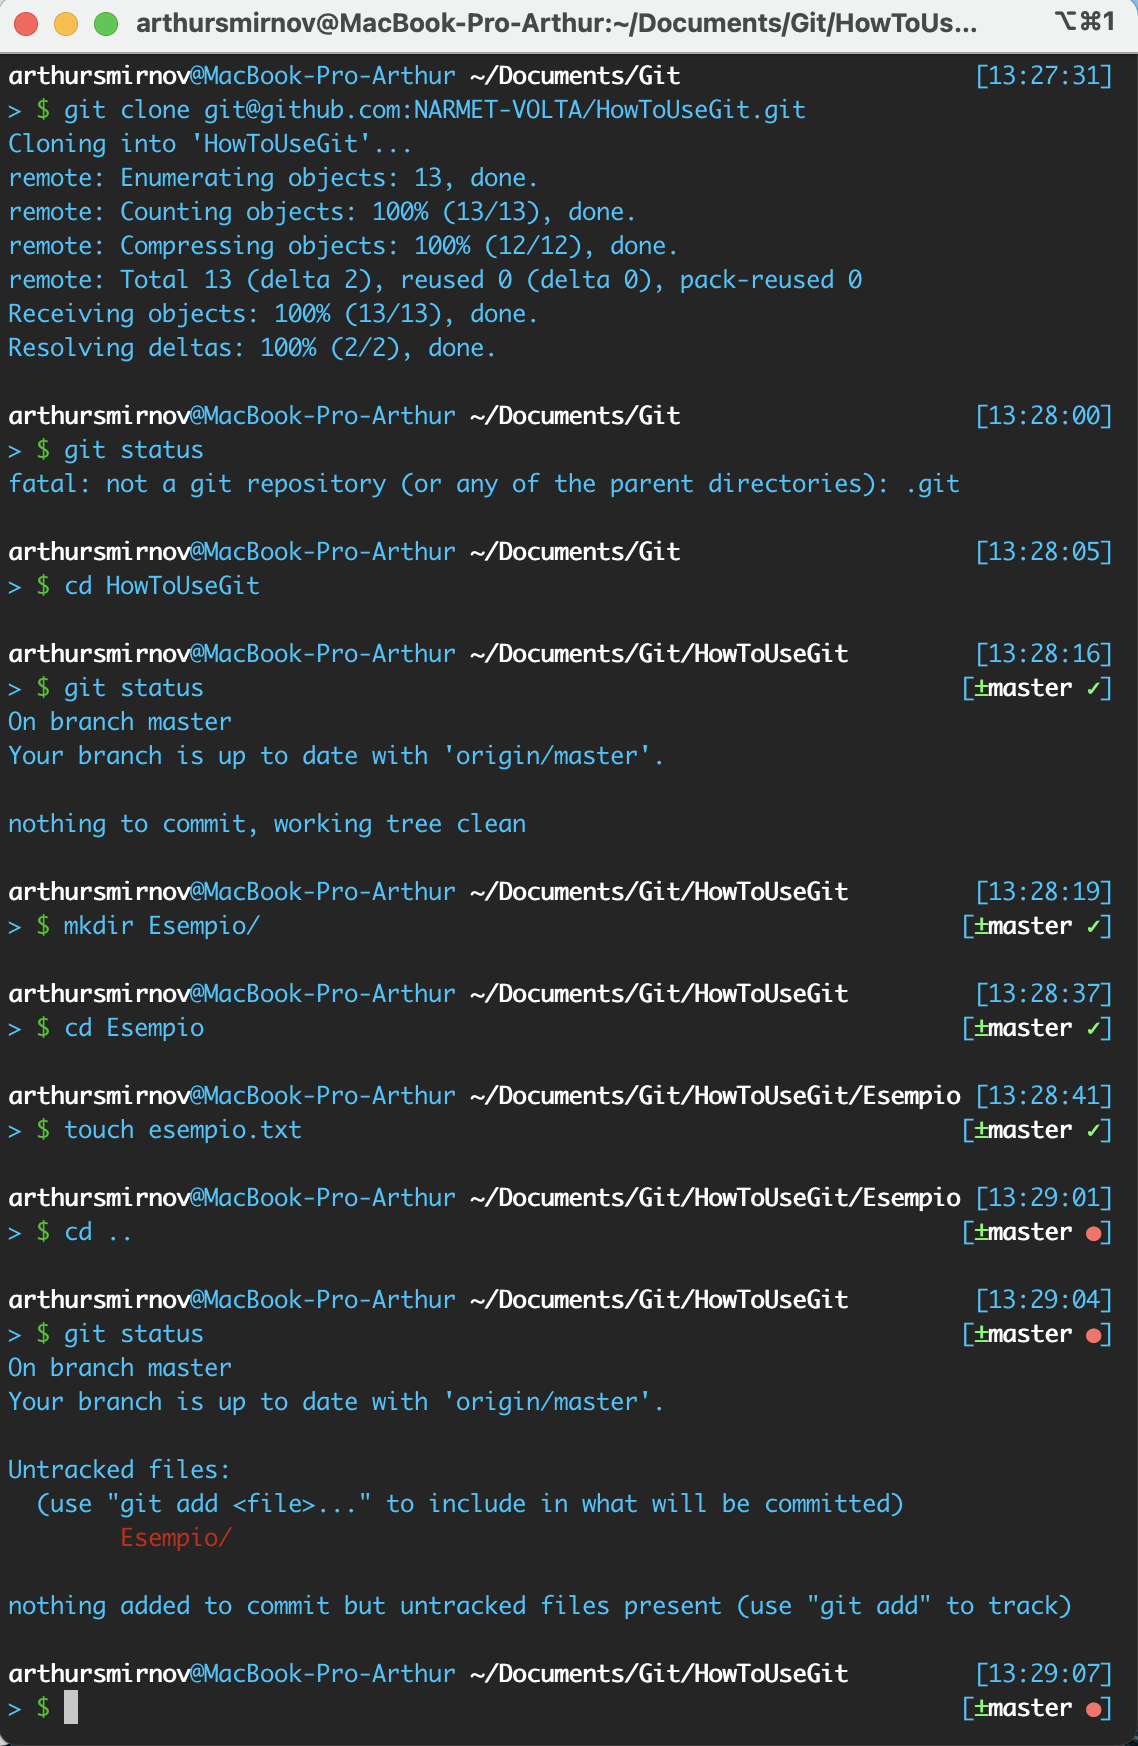 arthursmirnov@MacBook-Pro-Arthur:~/Documents/Git/HowToUs... ⌥⌘1
arthursmirnov@MacBook-Pro-Arthur ~/Documents/Git [13:27:31]
> $ git clone git@github.com:NARMET-VOLTA/HowToUseGit.git
Cloning into 'HowToUseGit'...
remote: Enumerating objects: 13, done.
remote: Counting objects: 100% (13/13), done.
remote: Compressing objects: 100% (12/12), done.
remote: Total 13 (delta 2), reused 0 (delta 0), pack-reused 0
Receiving objects: 100% (13/13), done.
Resolving deltas: 100% (2/2), done.
arthursmirnov@MacBook-Pro-Arthur ~/Documents/Git [13:28:00]
> $ git status
fatal: not a git repository (or any of the parent directories): .git
arthursmirnov@MacBook-Pro-Arthur ~/Documents/Git [13:28:05]
> $ cd HowToUseGit
arthursmirnov@MacBook-Pro-Arthur ~/Documents/Git/HowToUseGit [13:28:16]
> $ git status [±master ✓]
On branch master
Your branch is up to date with 'origin/master'.
nothing to commit, working tree clean
arthursmirnov@MacBook-Pro-Arthur ~/Documents/Git/HowToUseGit [13:28:19]
> $ mkdir Esempio/ [±master ✓]
arthursmirnov@MacBook-Pro-Arthur ~/Documents/Git/HowToUseGit [13:28:37]
> $ cd Esempio [±master ✓]
arthursmirnov@MacBook-Pro-Arthur ~/Documents/Git/HowToUseGit/Esempio [13:28:41]
> $ touch esempio.txt [±master ✓]
arthursmirnov@MacBook-Pro-Arthur ~/Documents/Git/HowToUseGit/Esempio [13:29:01]
> $ cd .. [±master ●]
arthursmirnov@MacBook-Pro-Arthur ~/Documents/Git/HowToUseGit [13:29:04]
> $ git status [±master ●]
On branch master
Your branch is up to date with 'origin/master'.
Untracked files:
(use "git add <file>..." to include in what will be committed)
Esempio/
nothing added to commit but untracked files present (use "git add" to track)
arthursmirnov@MacBook-Pro-Arthur ~/Documents/Git/HowToUseGit [13:29:07]
> $ [±master ●]